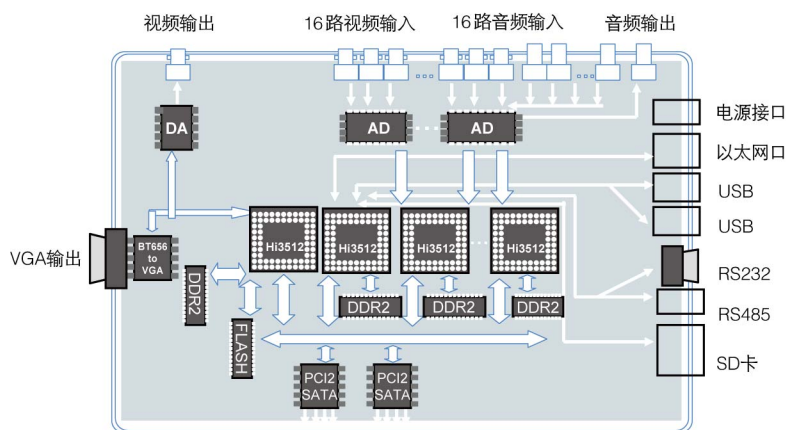 视频输出
16路视频输入
16路音频输入
音频输出
DA
AD
AD
电源接口
以太网口
USB
USB
VGA输出
BT656
to
VGA
Hi3512
Hi3512
Hi3512
Hi3512
RS232
DDR2
DDR2
DDR2
DDR2
RS485
FLASH
SD卡
PCI2
SATA
PCI2
SATA